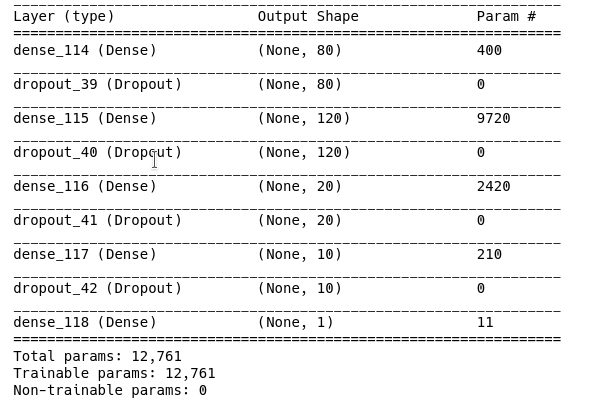 Layer (type) Output Shape Param #
dense_114 (Dense) (None, 80) 400
dropout_39 (Dropout) (None, 80) 0
dense_115 (Dense) (None, 120) 9720
dropout_40 (Dropout) (None, 120) 0
dense_116 (Dense) (None, 20) 2420
dropout_41 (Dropout) (None, 20) 0
dense_117 (Dense) (None, 10) 210
dropout_42 (Dropout) (None, 10) 0
dense_118 (Dense) (None, 1) 11
Total params: 12,761
Trainable params: 12,761
Non-trainable params: 0